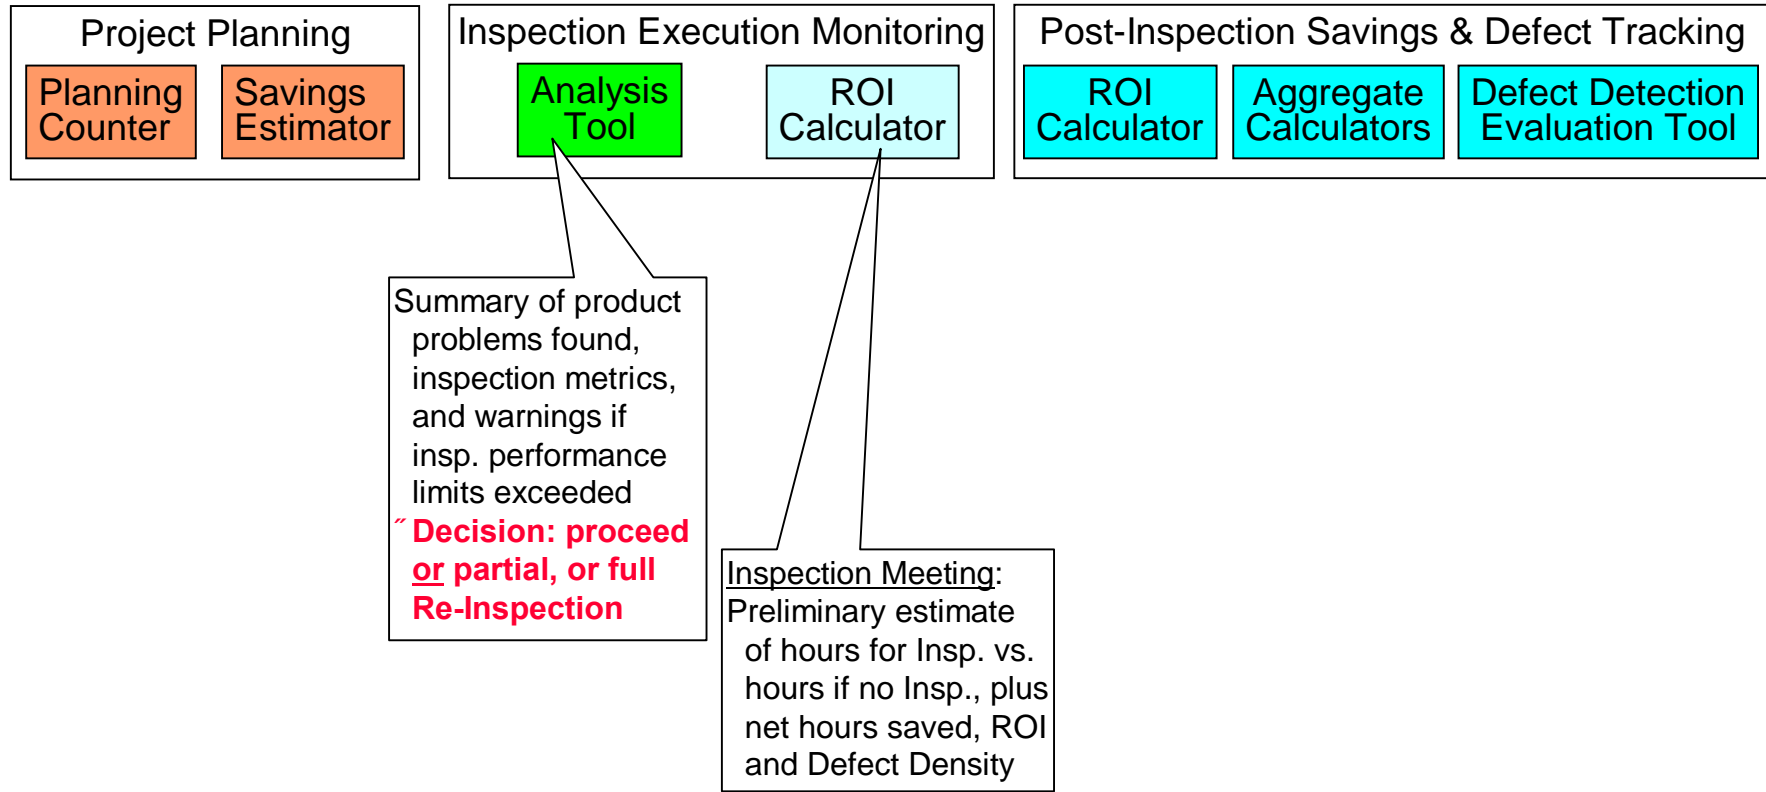 Project Planning
Planning
Counter
Savings
Estimator
Inspection Execution Monitoring
Analysis
Tool
ROI
Calculator
Post-Inspection Savings & Defect Tracking
ROI
Calculator
Aggregate
Calculators
Defect Detection
Evaluation Tool
Summary of product
problems found,
inspection metrics,
and warnings if
insp. performance
limits exceeded
˝ Decision: proceed
or partial, or full
Re-Inspection
Inspection Meeting:
Preliminary estimate
of hours for Insp. vs.
hours if no Insp., plus
net hours saved, ROI
and Defect Density